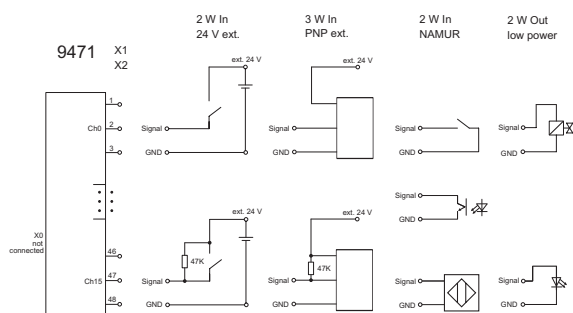 2 W In
24 V ext.
3 W In
PNP ext.
2 W In
NAMUR
2 W Out
low power
9471
X1
X2
ext. 24 V
ext. 24 V
1
Ch0
2
3
Signal
GND
Signal
GND
Signal
GND
Signal
GND
Signal
GND
X0
not
connected
46
Ch15
47
48
ext. 24 V
47K
Signal
GND
ext. 24 V
47K
Signal
GND
Signal
GND
Signal
GND